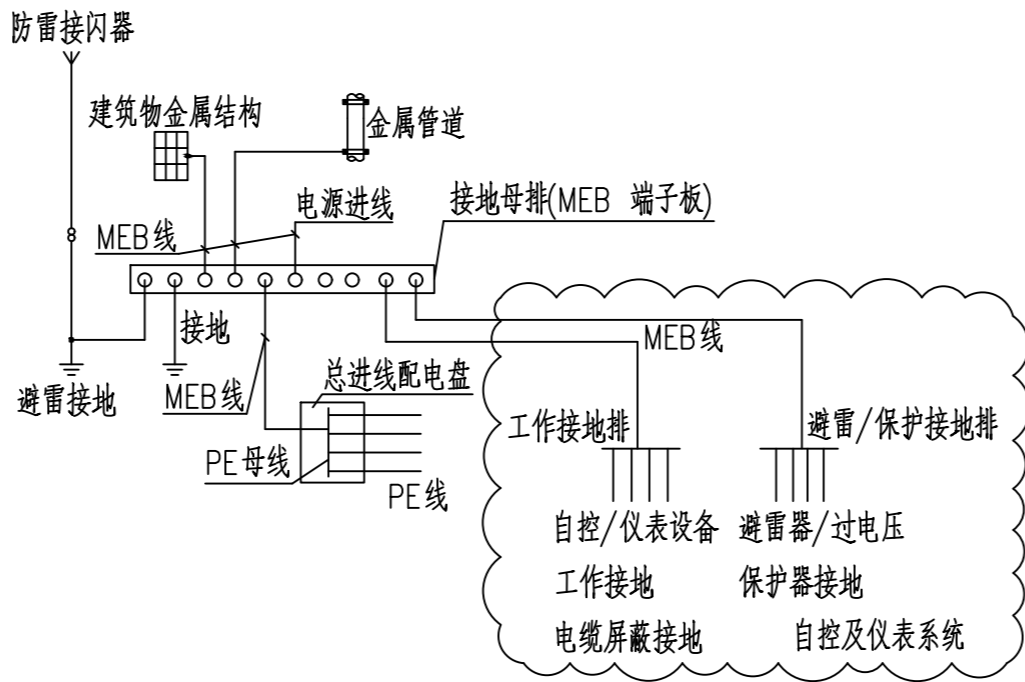 防雷接闪器
建筑物金属结构
金属管道
电源进线
接地母排(MEB 端子板)
MEB线
接地
MEB线
避雷接地
MEB线
总进线配电盘
PE母线
PE线
工作接地排
避雷/保护接地排
自控/仪表设备
工作接地
电缆屏蔽接地
避雷器/过电压
保护器接地
自控及仪表系统